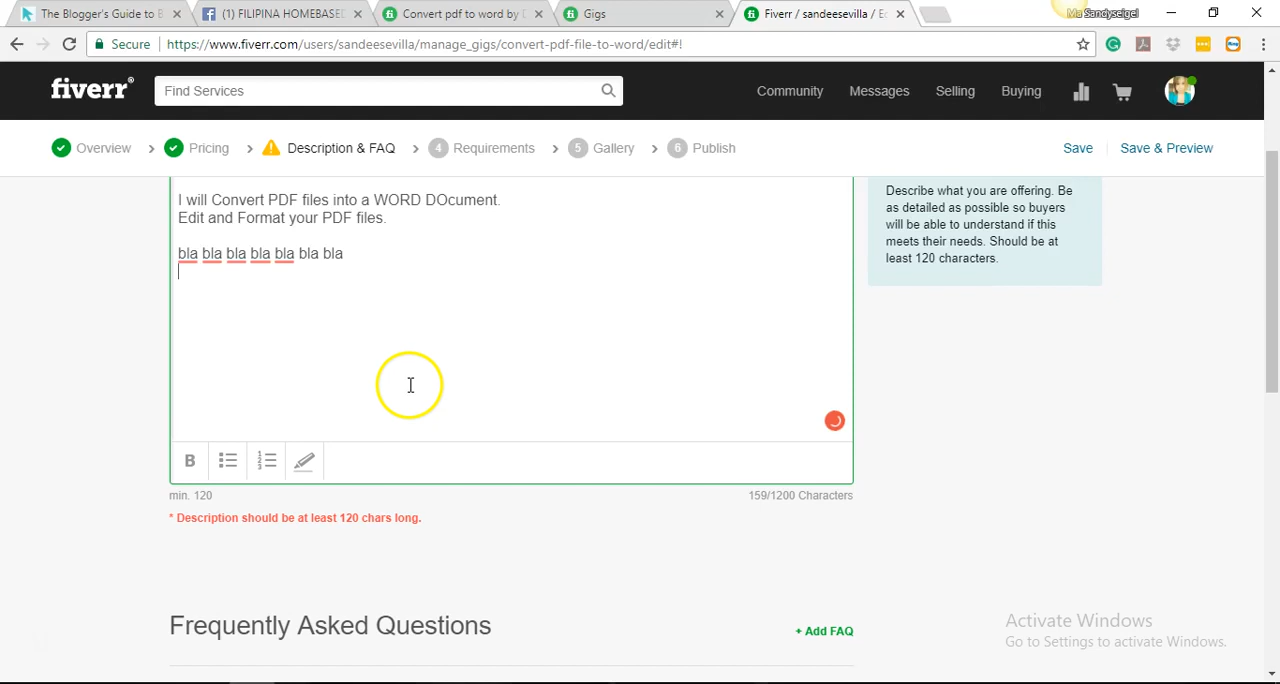 The Blogger's Guide to B
(1) FILIPINA HOMEBASED
Convert pdf to word by D
Gigs
Fiverr / sandeesevilla / Ec
Ma Sandyseigel
Secure
https://www.fiverr.com/users/sandeesevilla/manage_gigs/convert-pdf-file-to-word/edit#!
fiverr®
Find Services
Community
Messages
Selling
Buying
Overview
Pricing
Description & FAQ
4 Requirements
5 Gallery
6 Publish
Save
Save & Preview
I will Convert PDF files into a WORD DOcument.
Edit and Format your PDF files.
bla bla bla bla bla bla bla
Describe what you are offering. Be
as detailed as possible so buyers
will be able to understand if this
meets their needs. Should be at
least 120 characters.
B
min. 120
159/1200 Characters
* Description should be at least 120 chars long.
Frequently Asked Questions
+ Add FAQ
Activate Windows
Go to Settings to activate Windows.